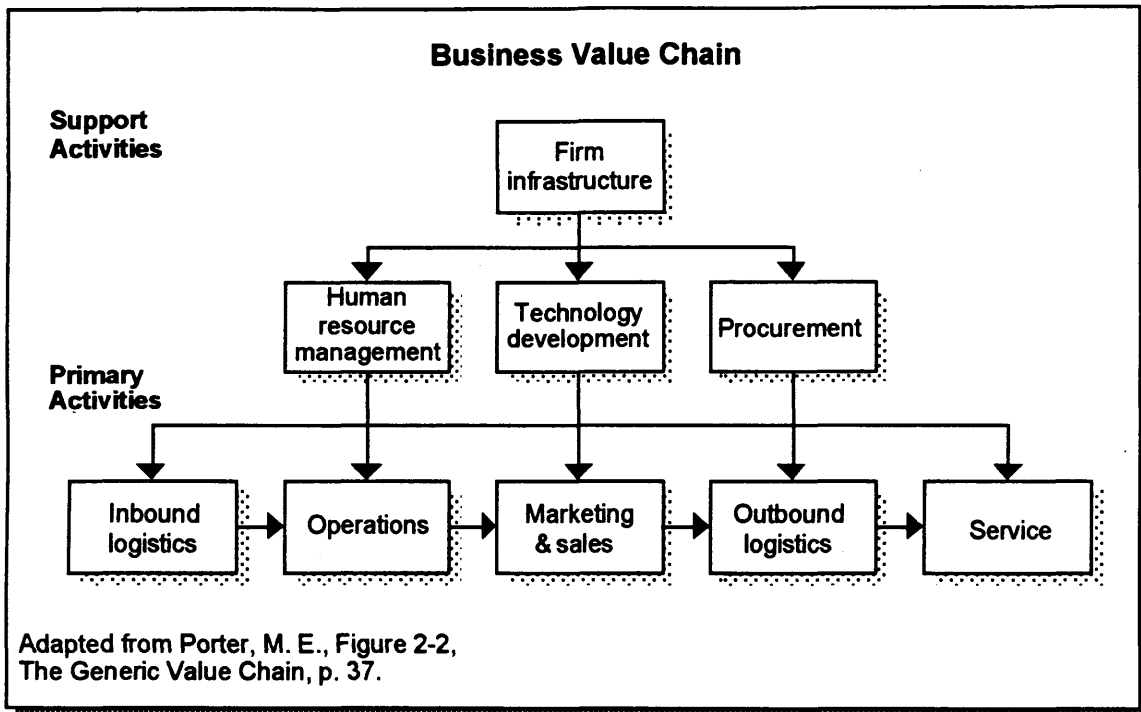 Business Value Chain
Support
Activities
Firm
infrastructure
Human
resource
management
Technology
development
Procurement
Primary
Activities
Inbound
logistics
Operations
Marketing
& sales
Outbound
logistics
Service
Adapted from Porter, M. E., Figure 2-2,
The Generic Value Chain, p. 37.